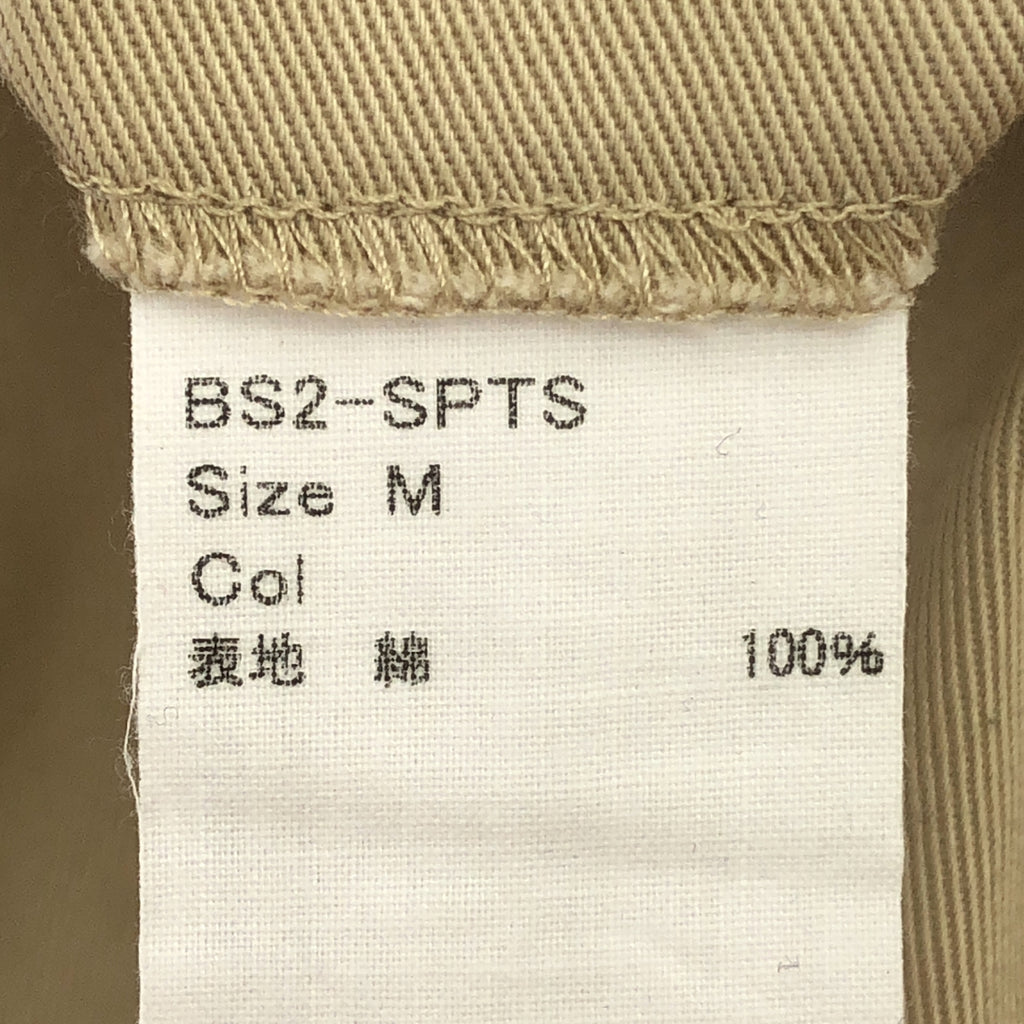 BS2-SPTS
Size M
Col
表地 綿 100%